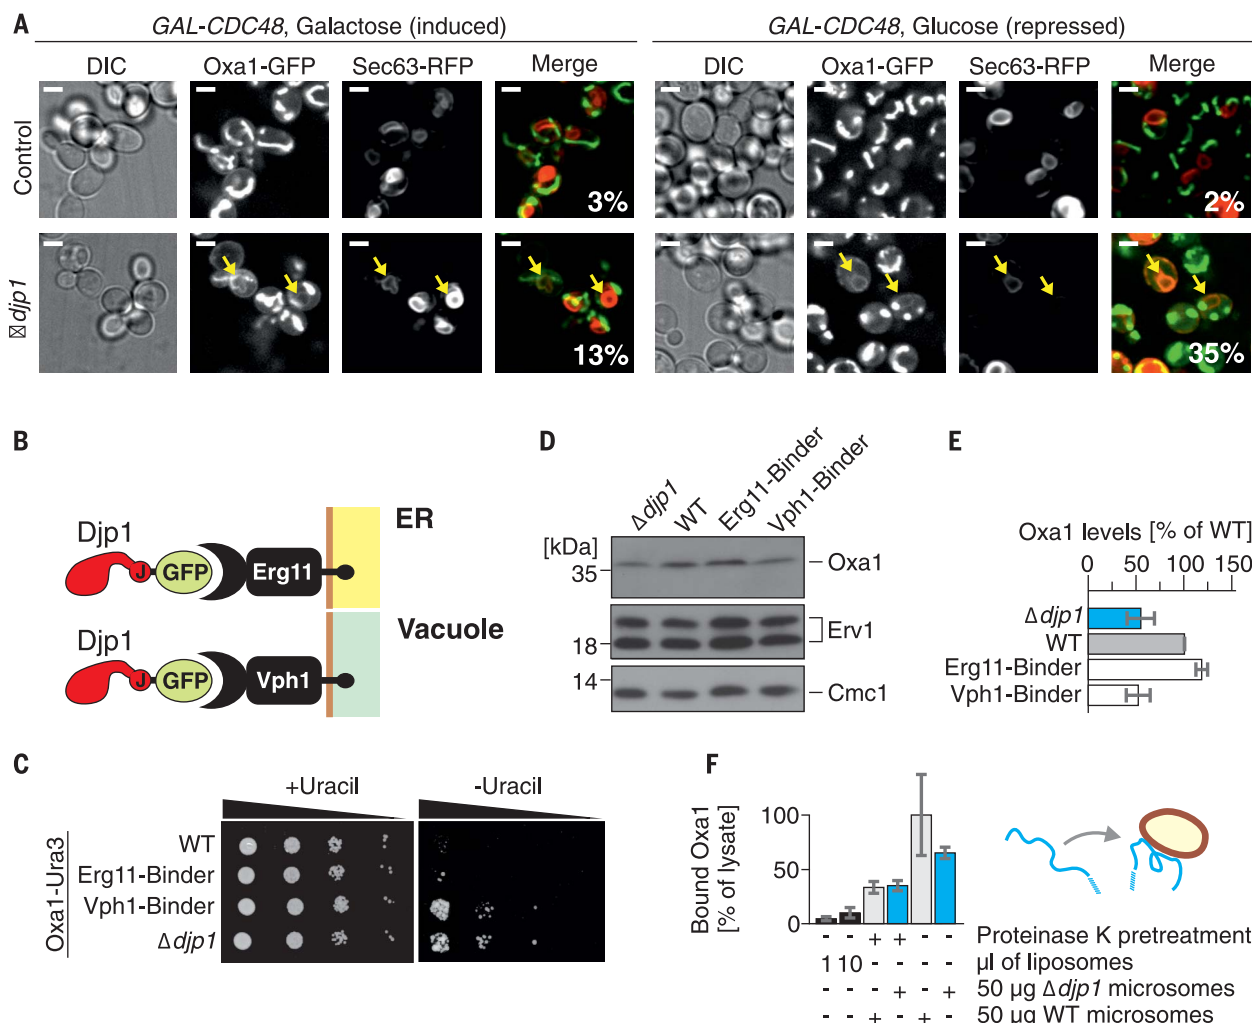 A
GAL-CDC48, Galactose (induced)
GAL-CDC48, Glucose (repressed)
DIC Oxa1-GFP Sec63-RFP Merge
DIC Oxa1-GFP Sec63-RFP Merge
Control
3%
2%
djp1
13%
35%
B
Djp1
J GFP Erg11
ER
Djp1
J GFP Vph1
Vacuole
C
+Uracil -Uracil
Oxa1-Ura3
WT
Erg11-Binder
Vph1-Binder
Δdjp1
D
Δdjp1 WT Erg11-Binder Vph1-Binder
[kDa]
35 Oxa1
18 Erv1
14 Cmc1
E
Oxa1 levels [% of WT]
0 50 100 150
Δdjp1
WT
Erg11-Binder
Vph1-Binder
F
Bound Oxa1
[% of lysate]
100
50
0
- - + + - - Proteinase K pretreatment
1 10 - - - - µl of liposomes
- - - + - + 50 µg Δdjp1 microsomes
- - + - + - 50 µg WT microsomes